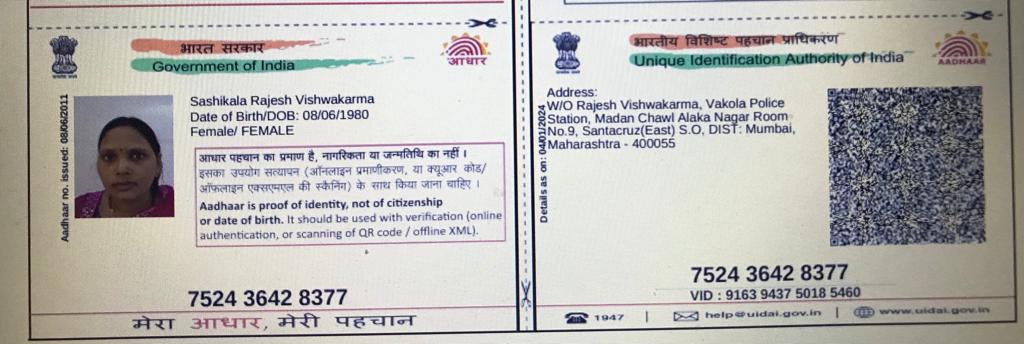 भारत सरकार
Government of India
आधार
Aadhaar no. issued: 08/06/2011
Sashikala Rajesh Vishwakarma
Date of Birth/DOB: 08/06/1980
Female/ FEMALE
आधार पहचान का प्रमाण है, नागरिकता या जन्मतिथि का नहीं ।
इसका उपयोग सत्यापन (ऑनलाइन प्रमाणीकरण, या क्यूआर कोड/
ऑफ़लाइन एक्सएमएल की स्कैनिंग) के साथ किया जाना चाहिए ।
Aadhaar is proof of identity, not of citizenship
or date of birth. It should be used with verification (online
authentication, or scanning of QR code / offline XML).
7524 3642 8377
मेरा आधार, मेरी पहचान
भारतीय विशिष्ट पहचान प्राधिकरण
Unique Identification Authority of India
AADHAAR
Details as on: 04/01/2024
Address:
W/O Rajesh Vishwakarma, Vakola Police
Station, Madan Chawl Alaka Nagar Room
No.9, Santacruz(East) S.O, DIST: Mumbai,
Maharashtra - 400055
7524 3642 8377
VID : 9163 9437 5018 5460
1947 | help@uidai.gov.in | www.uidai.gov.in